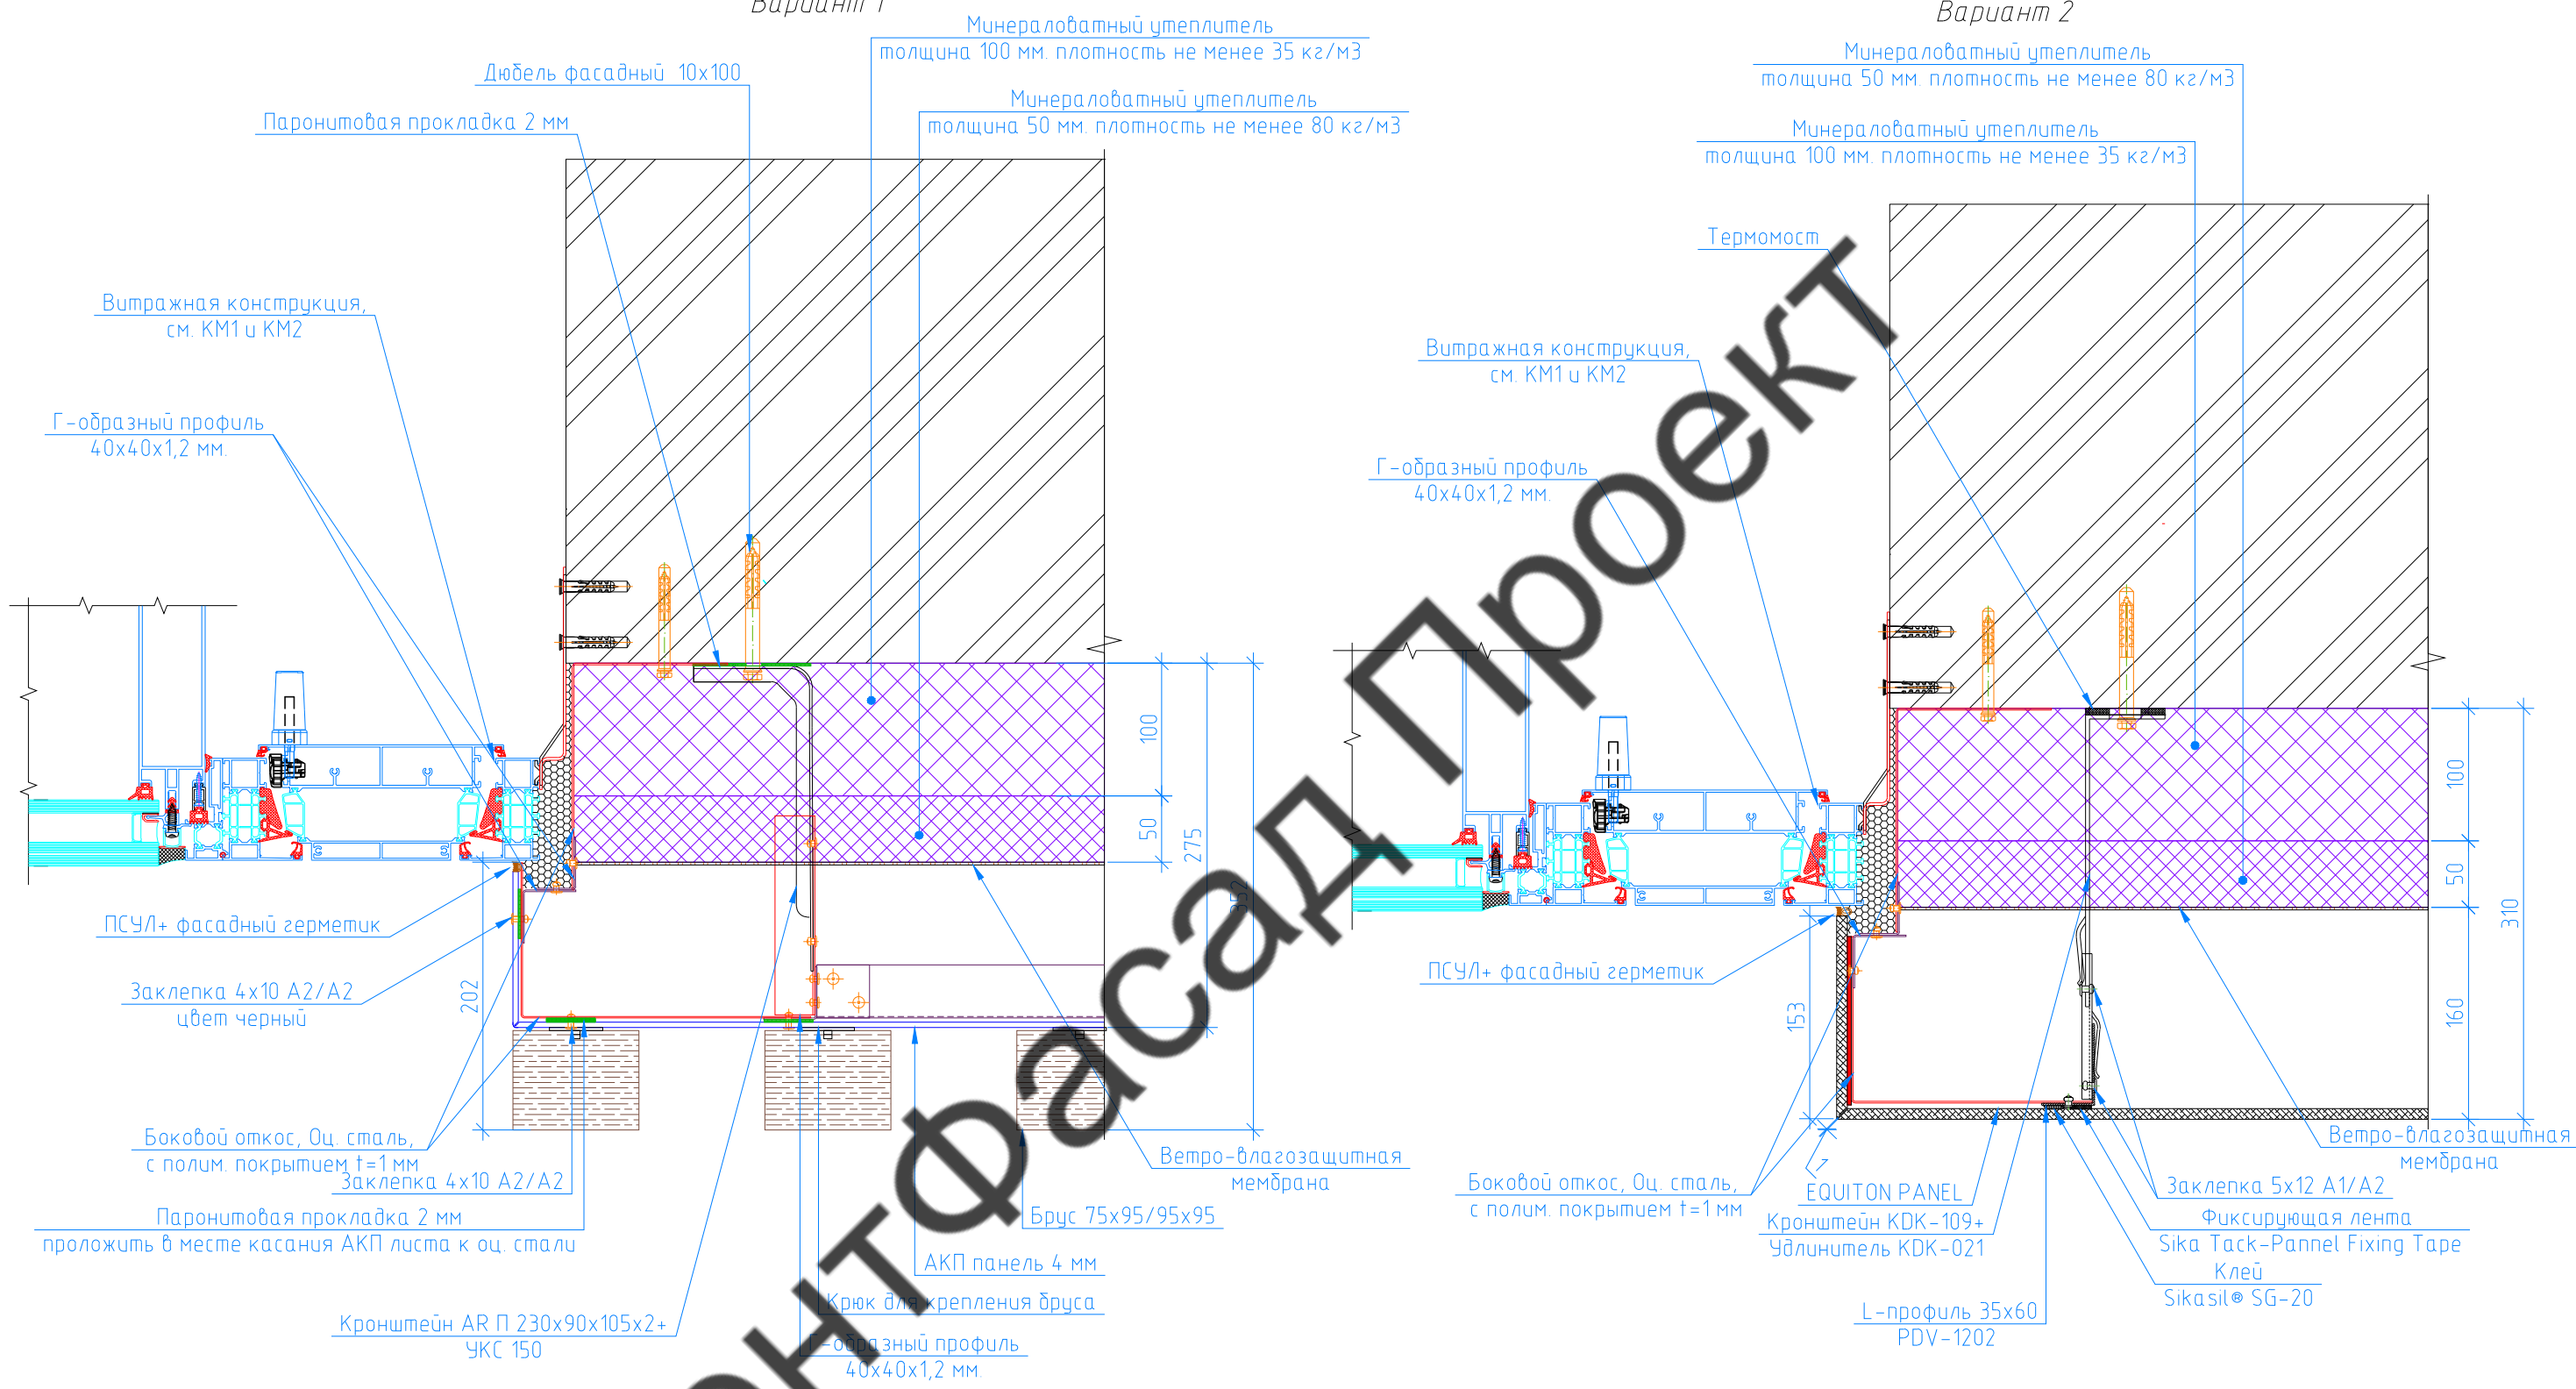 Вариант 1
Минераловатный утеплитель
толщина 100 мм. плотность не менее 35 кг/м3
Дюбель фасадный 10х100
Минераловатный утеплитель
толщина 50 мм. плотность не менее 80 кг/м3
Паронитовая прокладка 2 мм
Витражная конструкция,
см. КМ1 и КМ2
Г-образный профиль
40х40х1,2 мм.
100
50
275
352
202
ПСУЛ+ фасадный герметик
Заклепка 4х10 А2/А2
цвет черный
Боковой откос, Оц. сталь,
с полим. покрытием t=1 мм
Заклепка 4х10 А2/А2
Паронитовая прокладка 2 мм
проложить в месте касания АКП листа к оц. стали
Кронштейн AR П 230х90х105х2+
УКС 150
Ветро-влагозащитная
мембрана
Брус 75х95/95х95
АКП панель 4 мм
Крюк для крепления бруса
Г-образный профиль
40х40х1,2 мм.
Вариант 2
Минераловатный утеплитель
толщина 50 мм. плотность не менее 80 кг/м3
Минераловатный утеплитель
толщина 100 мм. плотность не менее 35 кг/м3
Термомост
Витражная конструкция,
см. КМ1 и КМ2
Г-образный профиль
40х40х1,2 мм.
100
50
310
160
153
1
ПСУЛ+ фасадный герметик
Боковой откос, Оц. сталь,
с полим. покрытием t=1 мм
EQUITON PANEL
Кронштейн KDK-109+
Удлинитель KDK-021
L-профиль 35х60
PDV-1202
Ветро-влагозащитная
мембрана
Заклепка 5х12 А1/А2
Фиксирующая лента
Sika Tack-Pannel Fixing Tape
Клей
Sikasil® SG-20
нтФасад Проект